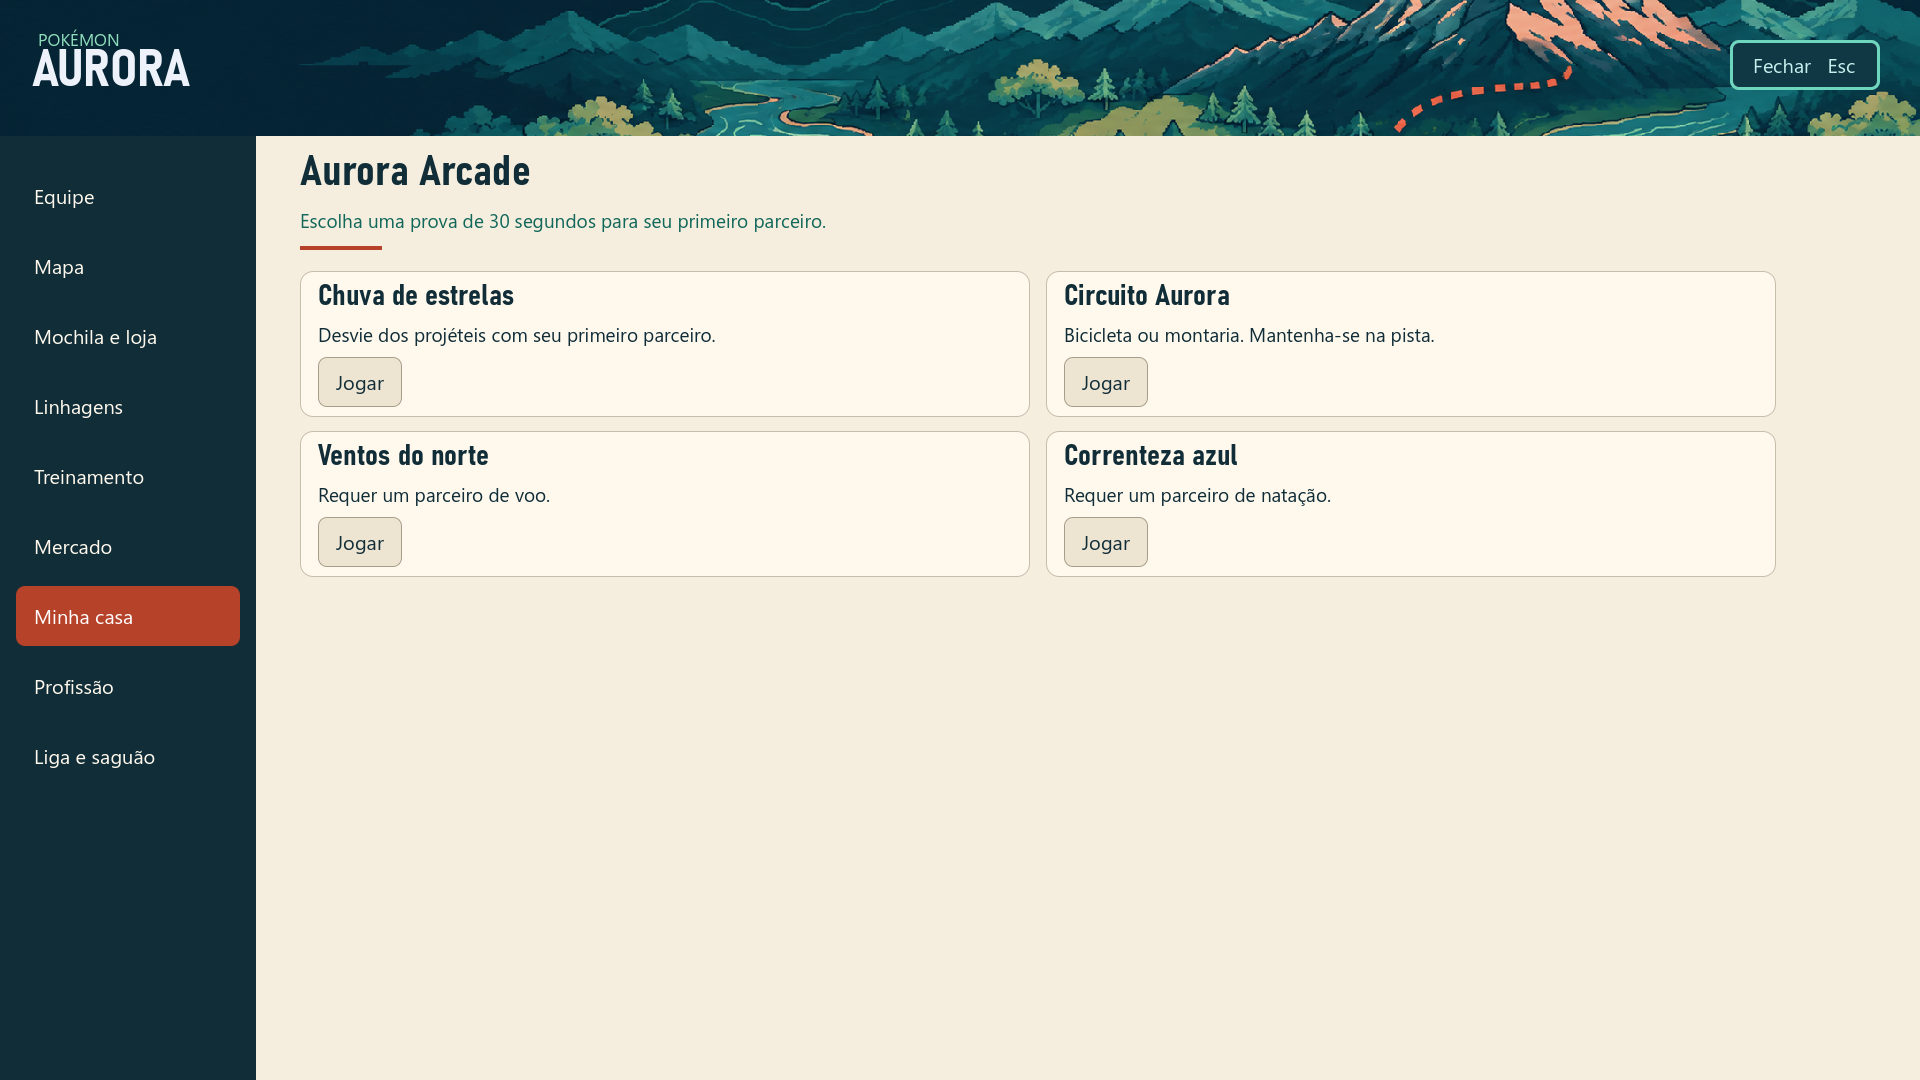 POKÉMON
AURORA
Fechar Esc
Equipe
Mapa
Mochila e loja
Linhagens
Treinamento
Mercado
Minha casa
Profissão
Liga e saguão
Aurora Arcade
Escolha uma prova de 30 segundos para seu primeiro parceiro.
Chuva de estrelas
Desvie dos projéteis com seu primeiro parceiro.
Jogar
Circuito Aurora
Bicicleta ou montaria. Mantenha-se na pista.
Jogar
Ventos do norte
Requer um parceiro de voo.
Jogar
Correnteza azul
Requer um parceiro de natação.
Jogar